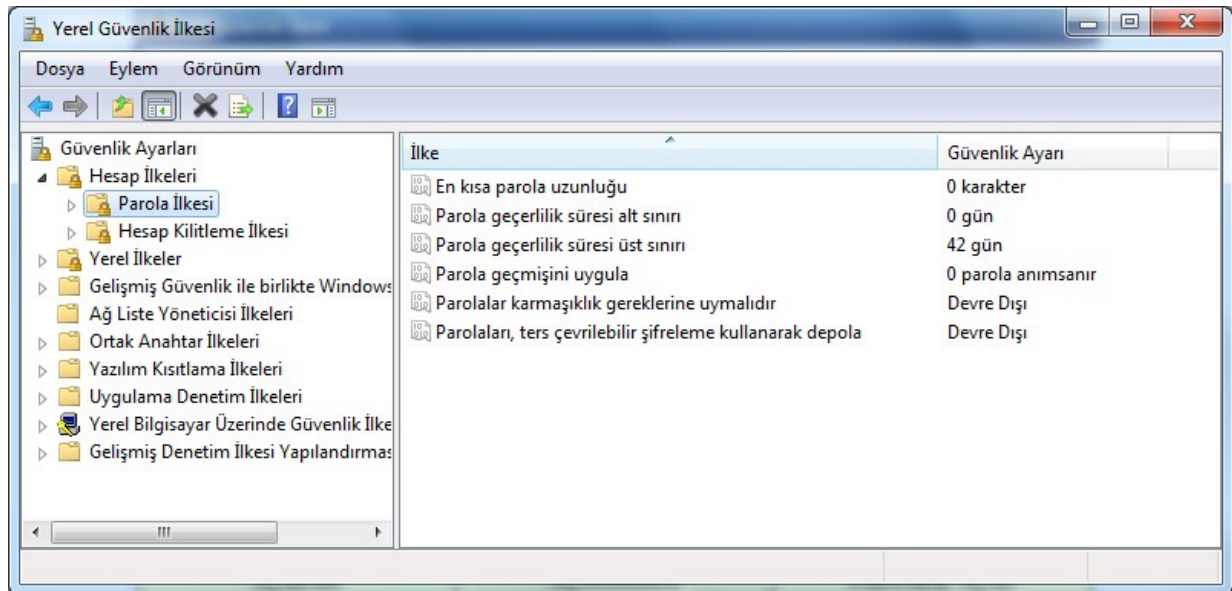 Yerel Güvenlik İlkesi
Dosya Eylem Görünüm Yardım
Güvenlik Ayarları
Hesap İlkeleri
Parola İlkesi
Hesap Kilitleme İlkesi
Yerel İlkeler
Gelişmiş Güvenlik ile birlikte Windows
Ağ Liste Yöneticisi İlkeleri
Ortak Anahtar İlkeleri
Yazılım Kısıtlama İlkeleri
Uygulama Denetim İlkeleri
Yerel Bilgisayar Üzerinde Güvenlik İlke
Gelişmiş Denetim İlkesi Yapılandırmas
İlke Güvenlik Ayarı
En kısa parola uzunluğu 0 karakter
Parola geçerlilik süresi alt sınırı 0 gün
Parola geçerlilik süresi üst sınırı 42 gün
Parola geçmişini uygula 0 parola anımsanır
Parolalar karmaşıklık gereklerine uymalıdır Devre Dışı
Parolaları, ters çevrilebilir şifreleme kullanarak depola Devre Dışı